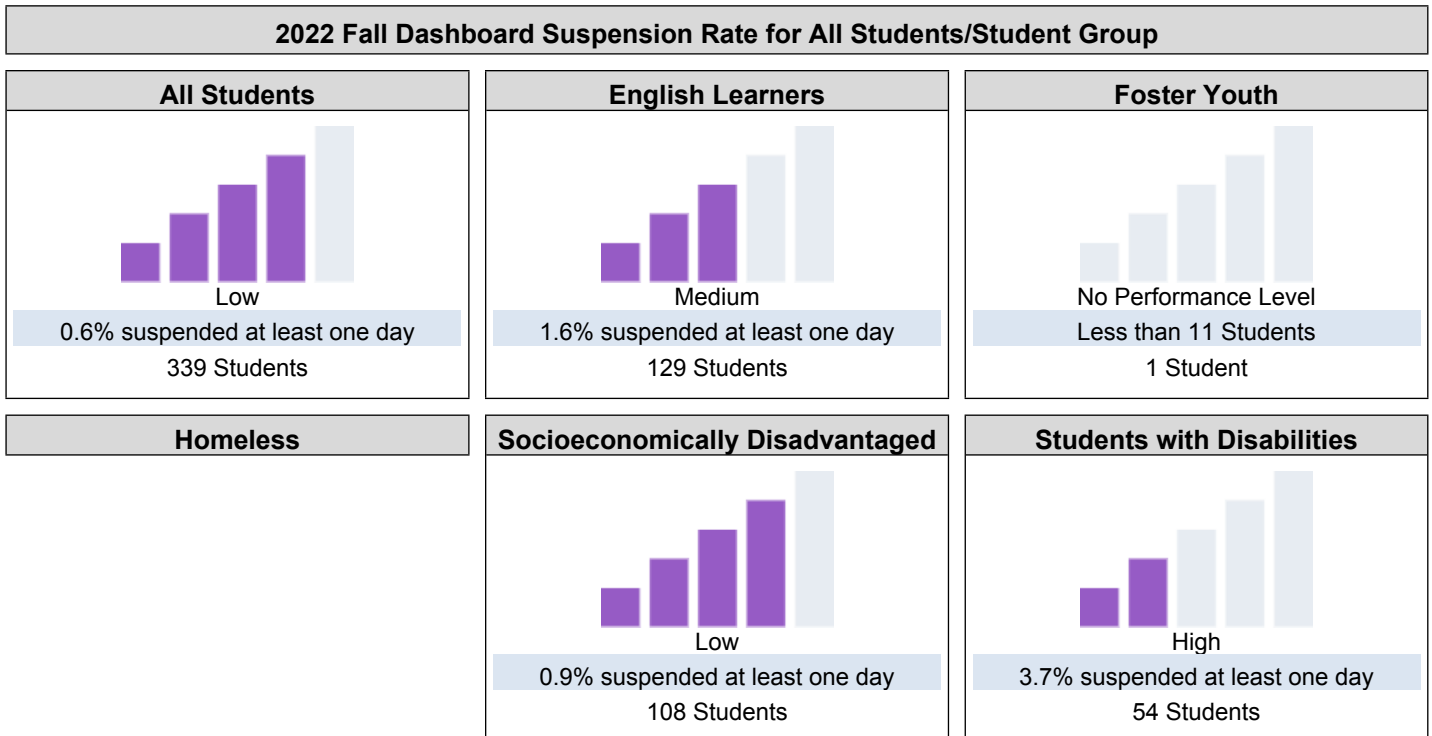 2022 Fall Dashboard Suspension Rate for All Students/Student Group
All Students
Low
0.6% suspended at least one day
339 Students
English Learners
Medium
1.6% suspended at least one day
129 Students
Foster Youth
No Performance Level
Less than 11 Students
1 Student
Homeless
Socioeconomically Disadvantaged
Low
0.9% suspended at least one day
108 Students
Students with Disabilities
High
3.7% suspended at least one day
54 Students